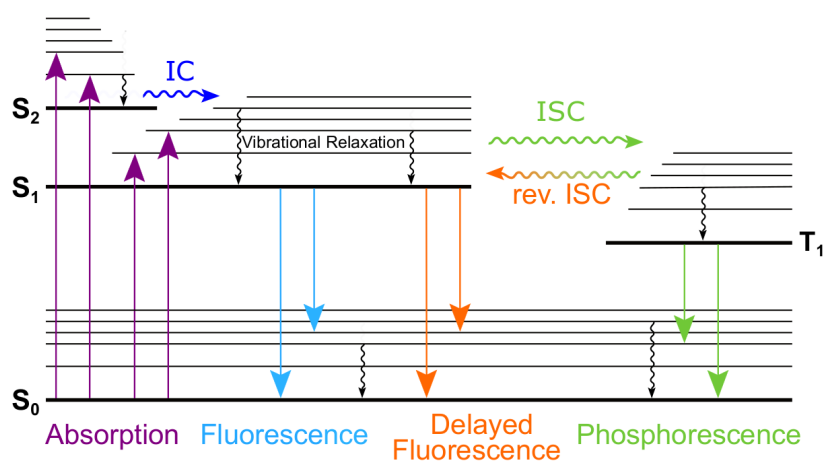 IC
S2
ISC
Vibrational Relaxation
S1
rev. ISC
T1
S0
Absorption
Fluorescence
Delayed
Fluorescence
Phosphorescence